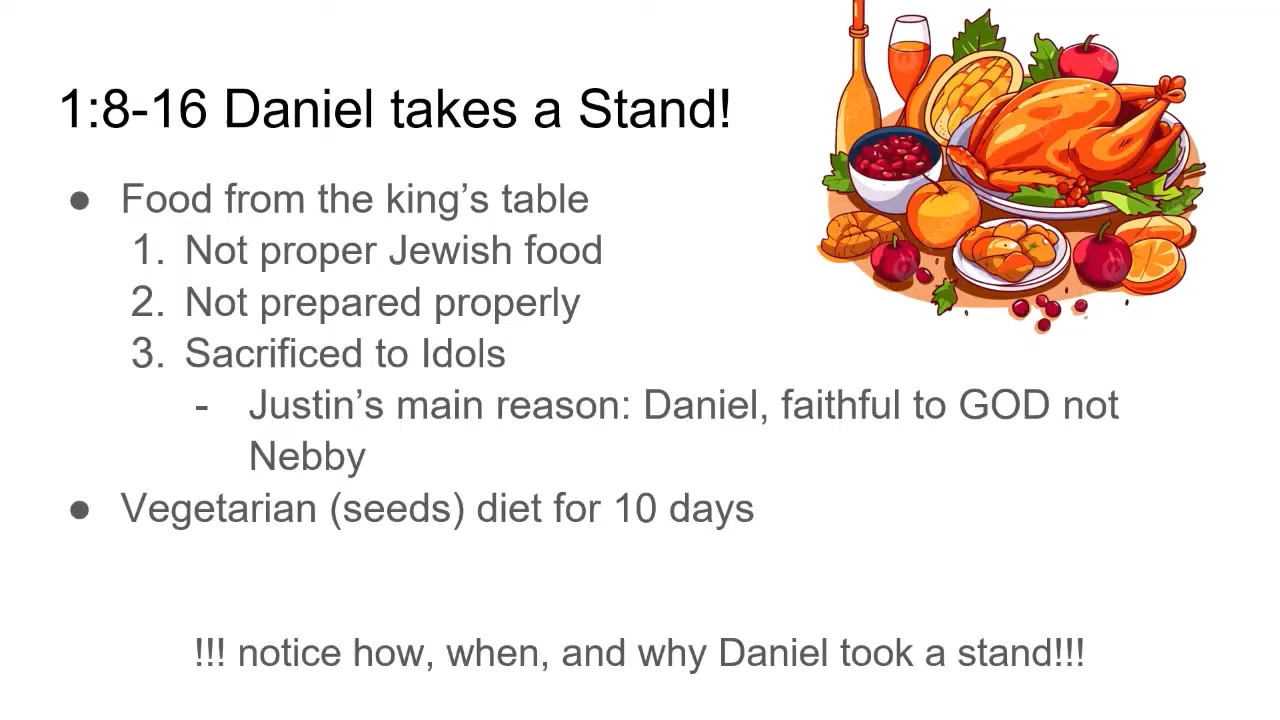 1:8-16 Daniel takes a Stand!
● Food from the king’s table
1. Not proper Jewish food
2. Not prepared properly
3. Sacrificed to Idols
- Justin’s main reason: Daniel, faithful to GOD not
Nebby
● Vegetarian (seeds) diet for 10 days
!!! notice how, when, and why Daniel took a stand!!!